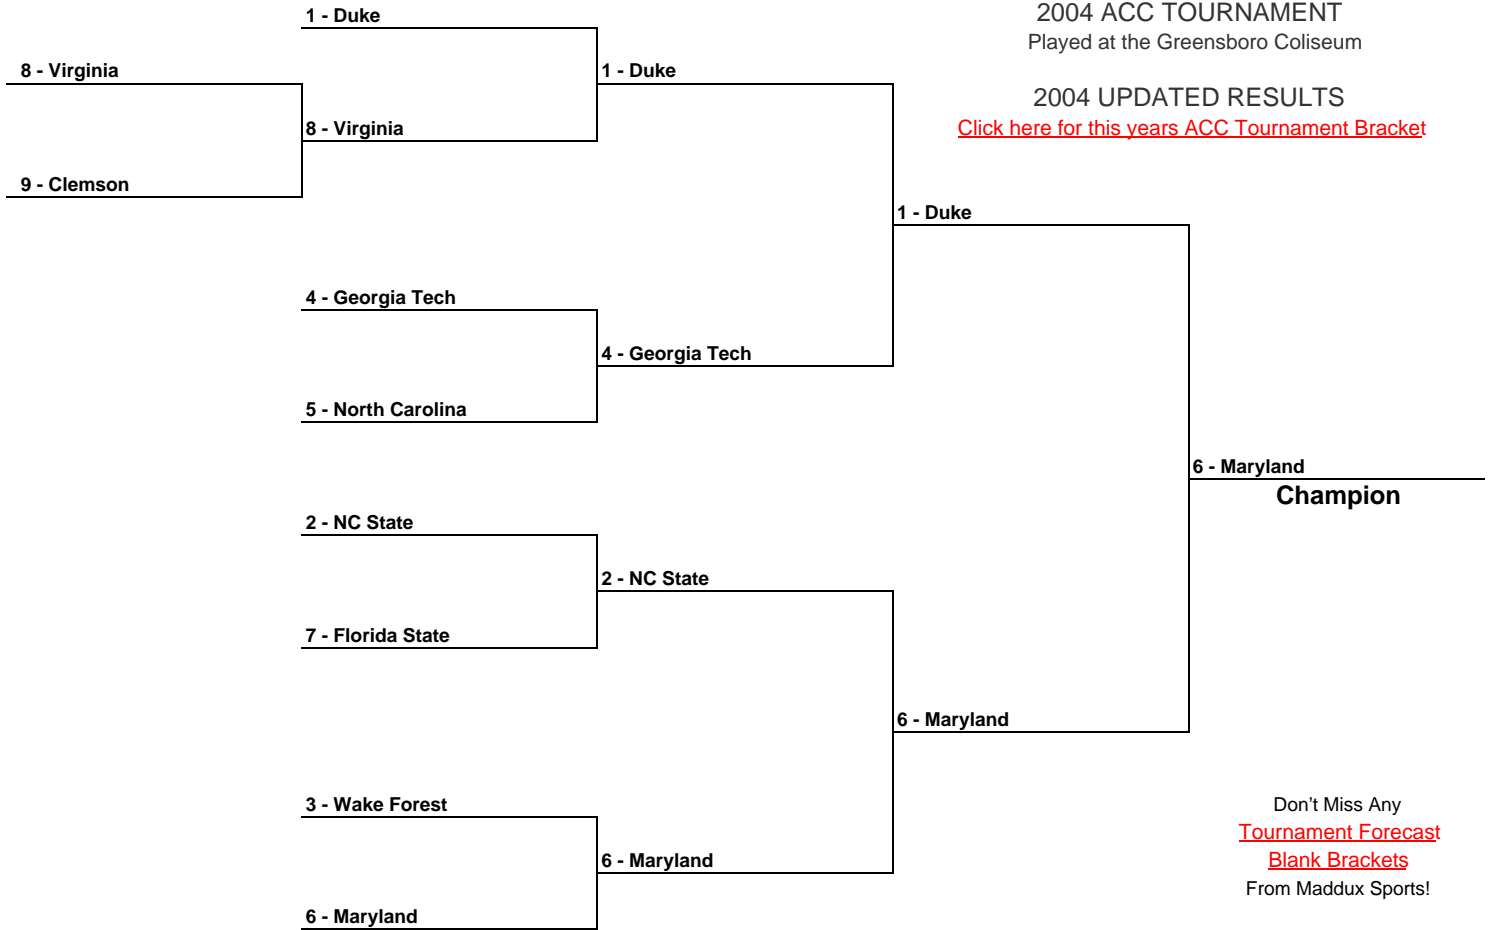 1 - Duke
2004 ACC TOURNAMENT
Played at the Greensboro Coliseum
8 - Virginia
1 - Duke
2004 UPDATED RESULTS
8 - Virginia
Click here for this years ACC Tournament Bracket
9 - Clemson
1 - Duke
4 - Georgia Tech
4 - Georgia Tech
5 - North Carolina
6 - Maryland
Champion
2 - NC State
2 - NC State
7 - Florida State
6 - Maryland
3 - Wake Forest
Don't Miss Any
Tournament Forecast
6 - Maryland
Blank Brackets
From Maddux Sports!
6 - Maryland